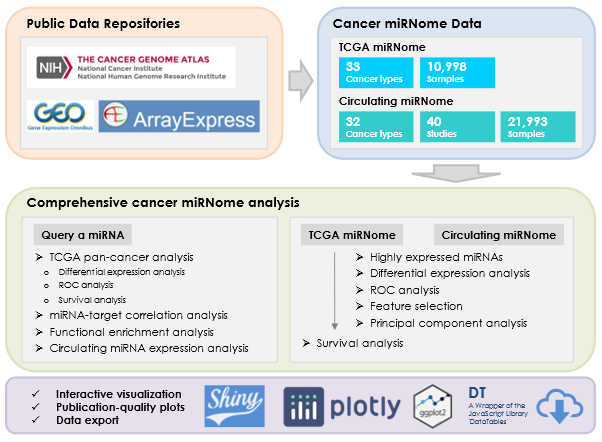 Public Data Repositories
NIH
THE CANCER GENOME ATLAS
National Cancer Institute
National Human Genome Research Institute
GEO
Gene Expression Omnibus
AE
ArrayExpress
Cancer miRNome Data
TCGA miRNome
33
Cancer types
10,998
Samples
Circulating miRNome
32
Cancer types
40
Studies
21,993
Samples
Comprehensive cancer miRNome analysis
Query a miRNA
TCGA pan-cancer analysis
Differential expression analysis
ROC analysis
Survival analysis
miRNA-target correlation analysis
Functional enrichment analysis
Circulating miRNA expression analysis
TCGA miRNome
Circulating miRNome
Highly expressed miRNAs
Differential expression analysis
ROC analysis
Feature selection
Principal component analysis
Survival analysis
Interactive visualization
Publication-quality plots
Data export
Shiny
plotly
ggplot2
DT
A Wrapper of the
JavaScript Library
'DataTables'